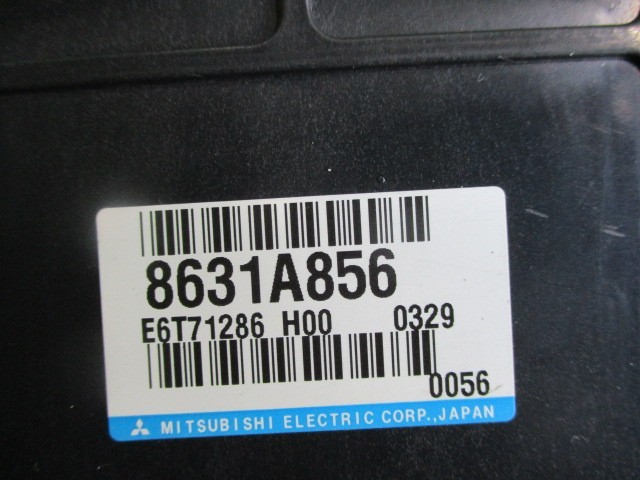 8631A856
E6T71286 H00 0329
0056
MITSUBISHI ELECTRIC CORP.,JAPAN